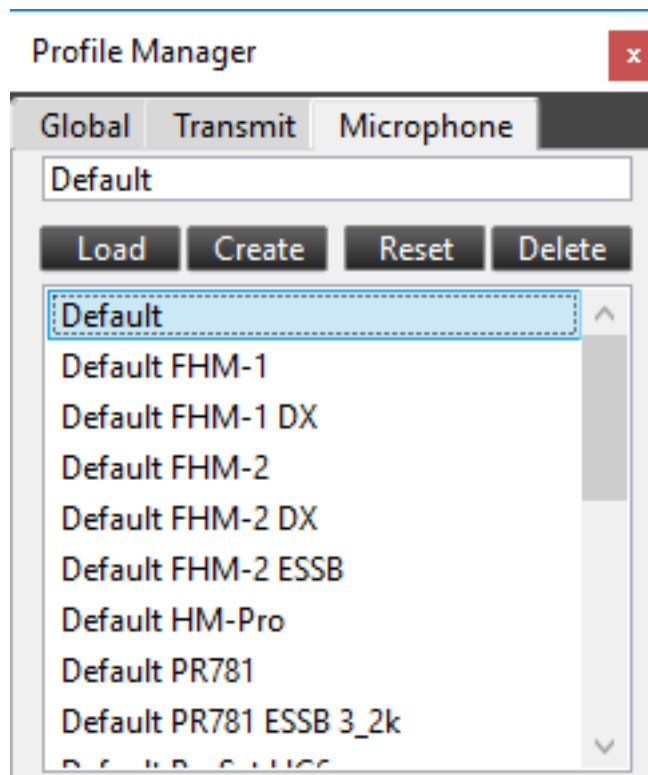 Profile Manager
x
Global Transmit Microphone
Default
Load Create Reset Delete
Default
Default FHM-1
Default FHM-1 DX
Default FHM-2
Default FHM-2 DX
Default FHM-2 ESSB
Default HM-Pro
Default PR781
Default PR781 ESSB 3_2k